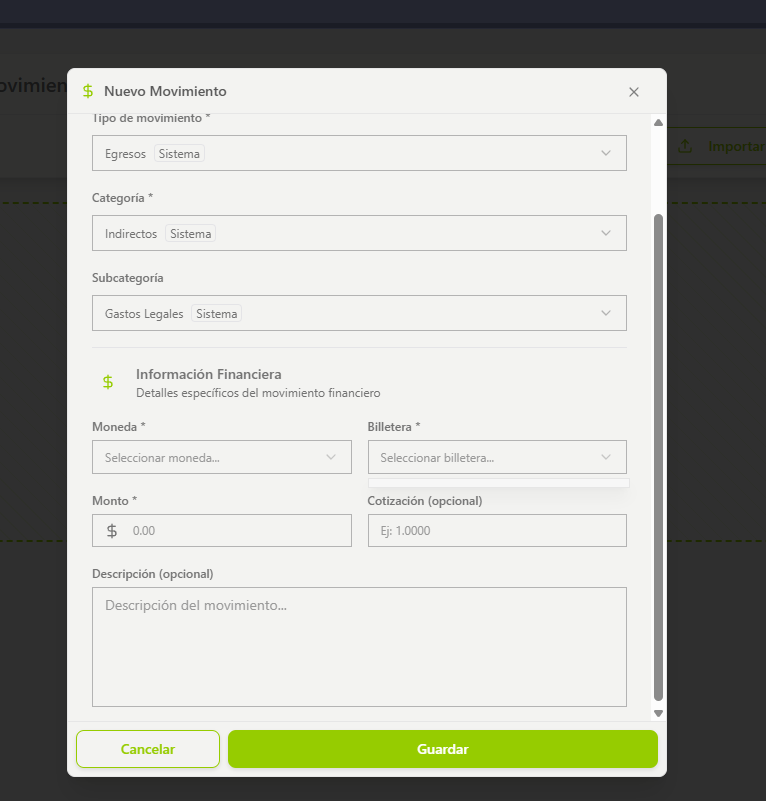 ovimien
$ Nuevo Movimiento
Importar
Tipo de movimiento *
Egresos Sistema
Categoría *
Indirectos Sistema
Subcategoría
Gastos Legales Sistema
$ Información Financiera
Detalles específicos del movimiento financiero
Moneda *
Seleccionar moneda...
Billetera *
Seleccionar billetera...
Monto *
$ 0.00
Cotización (opcional)
Ej: 1.0000
Descripción (opcional)
Descripción del movimiento...
Cancelar
Guardar